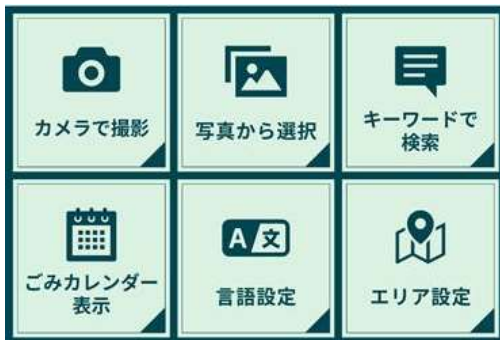 カメラで撮影
写真から選択
キーワードで
検索
ごみカレンダー
表示
A文
言語設定
エリア設定